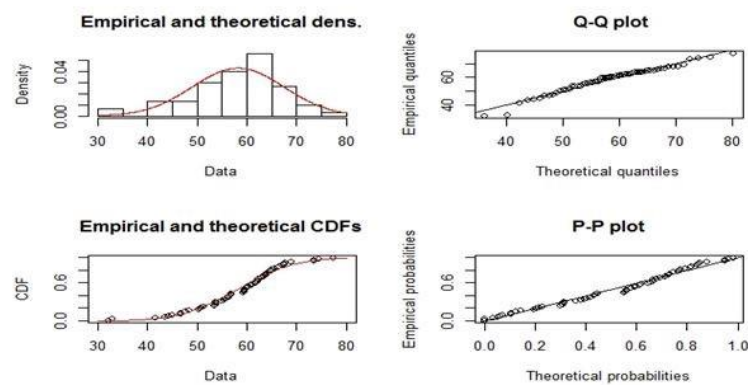 Empirical and theoretical dens.
Density
0.00 0.04
30 40 50 60 70 80
Data
Q-Q plot
Empirical quantiles
40 60
40 50 60 70 80
Theoretical quantiles
Empirical and theoretical CDFs
CDF
0.0 0.6
30 40 50 60 70 80
Data
P-P plot
Empirical probabilities
0.0 0.6
0.0 0.2 0.4 0.6 0.8 1.0
Theoretical probabilities